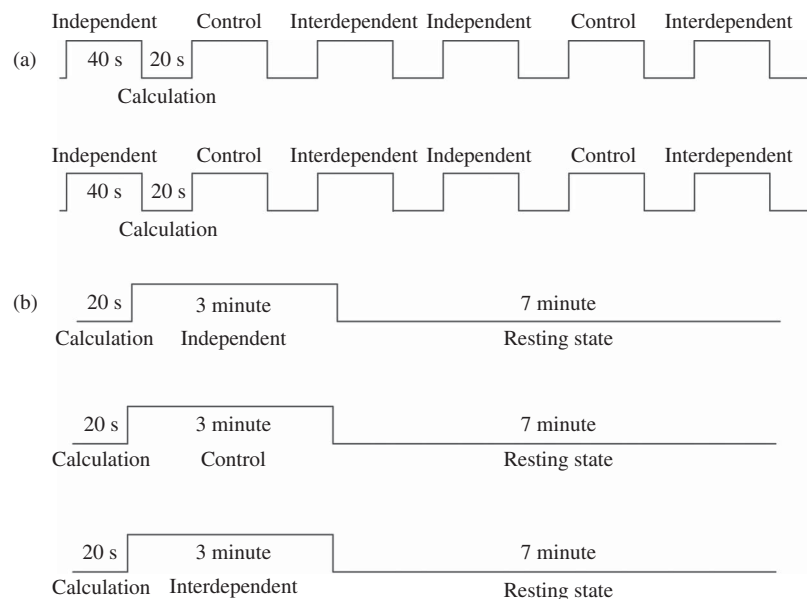 Independent Control Interdependent Independent Control Interdependent
(a) 40 s 20 s
Calculation
Independent Control Interdependent Independent Control Interdependent
40 s 20 s
Calculation
(b) 20 s 3 minute 7 minute
Calculation Independent Resting state
20 s 3 minute 7 minute
Calculation Control Resting state
20 s 3 minute 7 minute
Calculation Interdependent Resting state